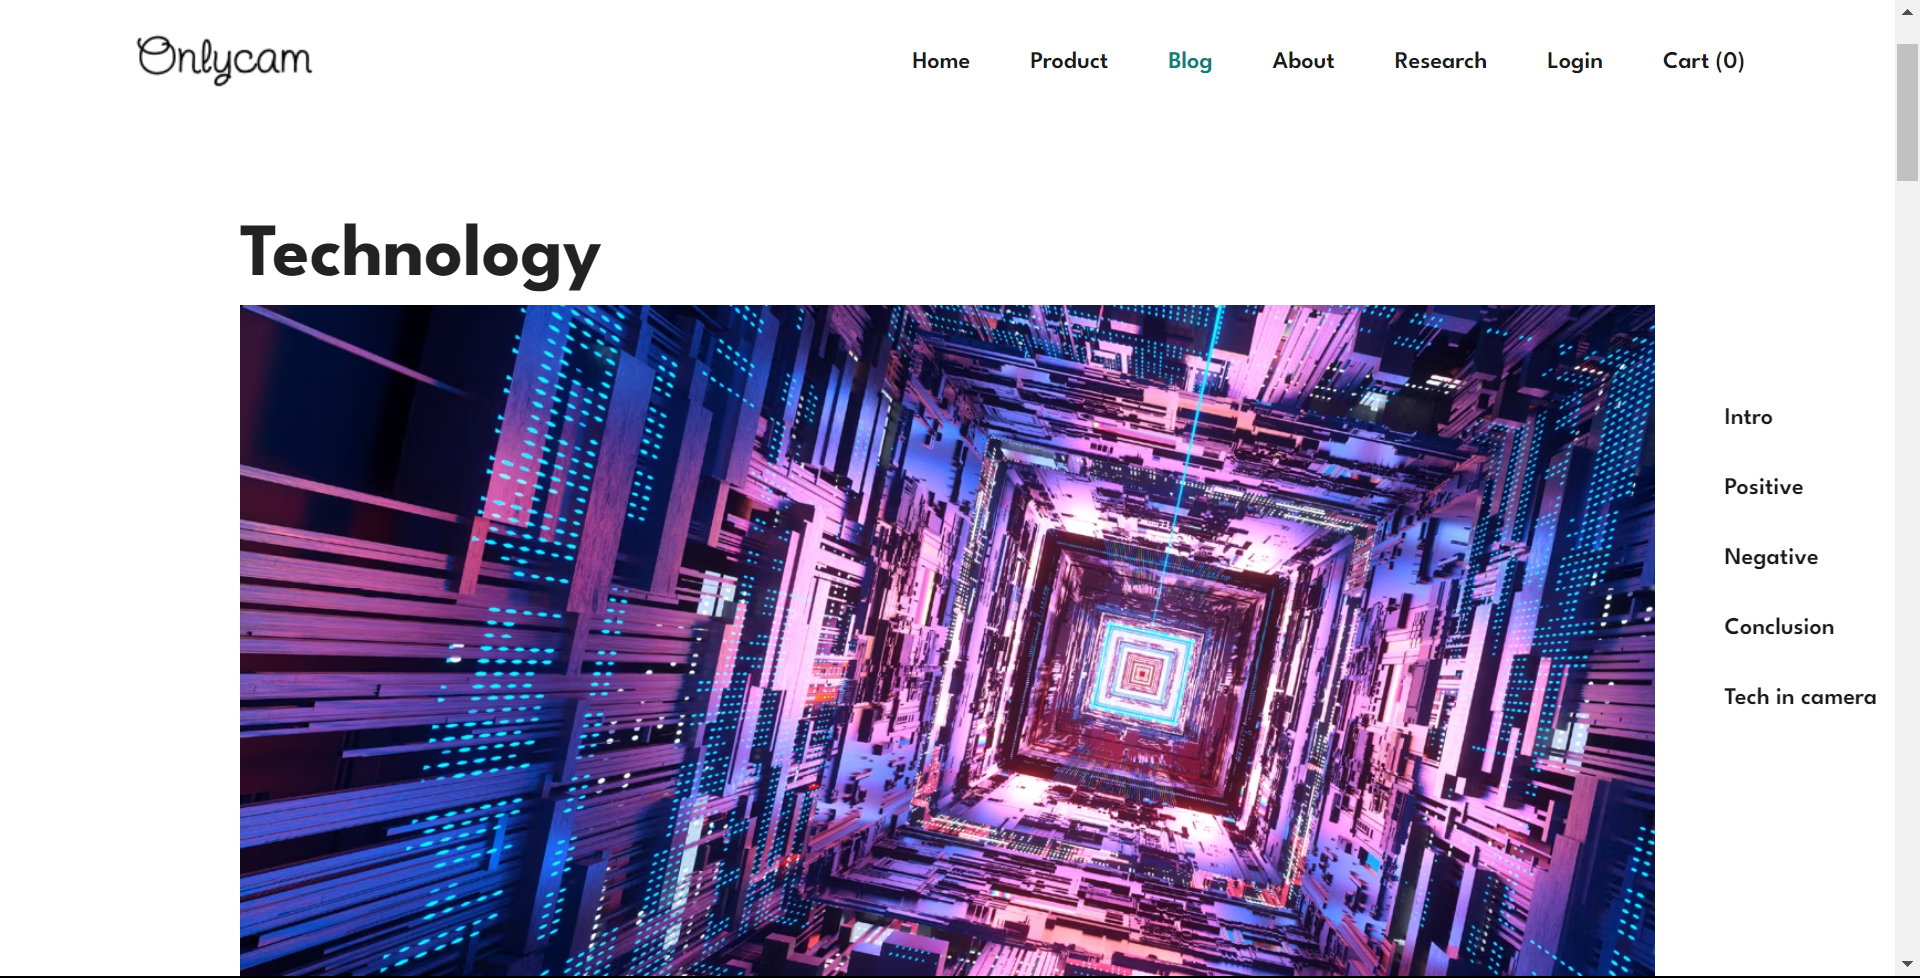 Onlycam
Home Product Blog About Research Login Cart (0)
Technology
Intro
Positive
Negative
Conclusion
Tech in camera